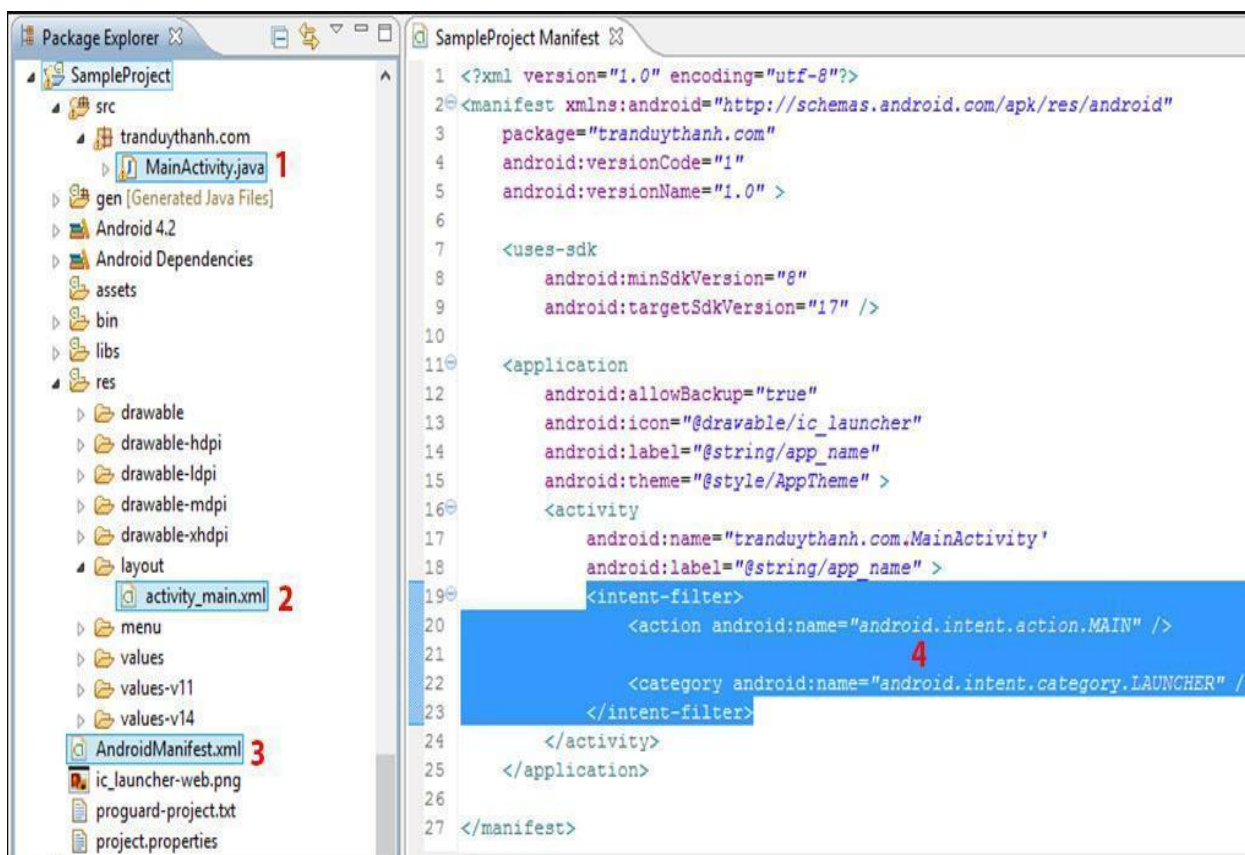 Package Explorer
SampleProject
src
tranduythanh.com
MainActivity.java 1
gen [Generated Java Files]
Android 4.2
Android Dependencies
assets
bin
libs
res
drawable
drawable-hdpi
drawable-ldpi
drawable-mdpi
drawable-xhdpi
layout
activity_main.xml 2
menu
values
values-v11
values-v14
AndroidManifest.xml 3
ic_launcher-web.png
proguard-project.txt
project.properties
SampleProject Manifest
1 <?xml version="1.0" encoding="utf-8"?>
2 <manifest xmlns:android="http://schemas.android.com/apk/res/android"
3 package="tranduythanh.com"
4 android:versionCode="1"
5 android:versionName="1.0" >
6
7 <uses-sdk
8 android:minSdkVersion="8"
9 android:targetSdkVersion="17" />
10
11 <application
12 android:allowBackup="true"
13 android:icon="@drawable/ic_launcher"
14 android:label="@string/app_name"
15 android:theme="@style/AppTheme" >
16 <activity
17 android:name="tranduythanh.com.MainActivity'
18 android:label="@string/app_name" >
19 <intent-filter>
20 <action android:name="android.intent.action.MAIN" />
21 4
22 <category android:name="android.intent.category.LAUNCHER" /
23 </intent-filter>
24 </activity>
25 </application>
26
27 </manifest>